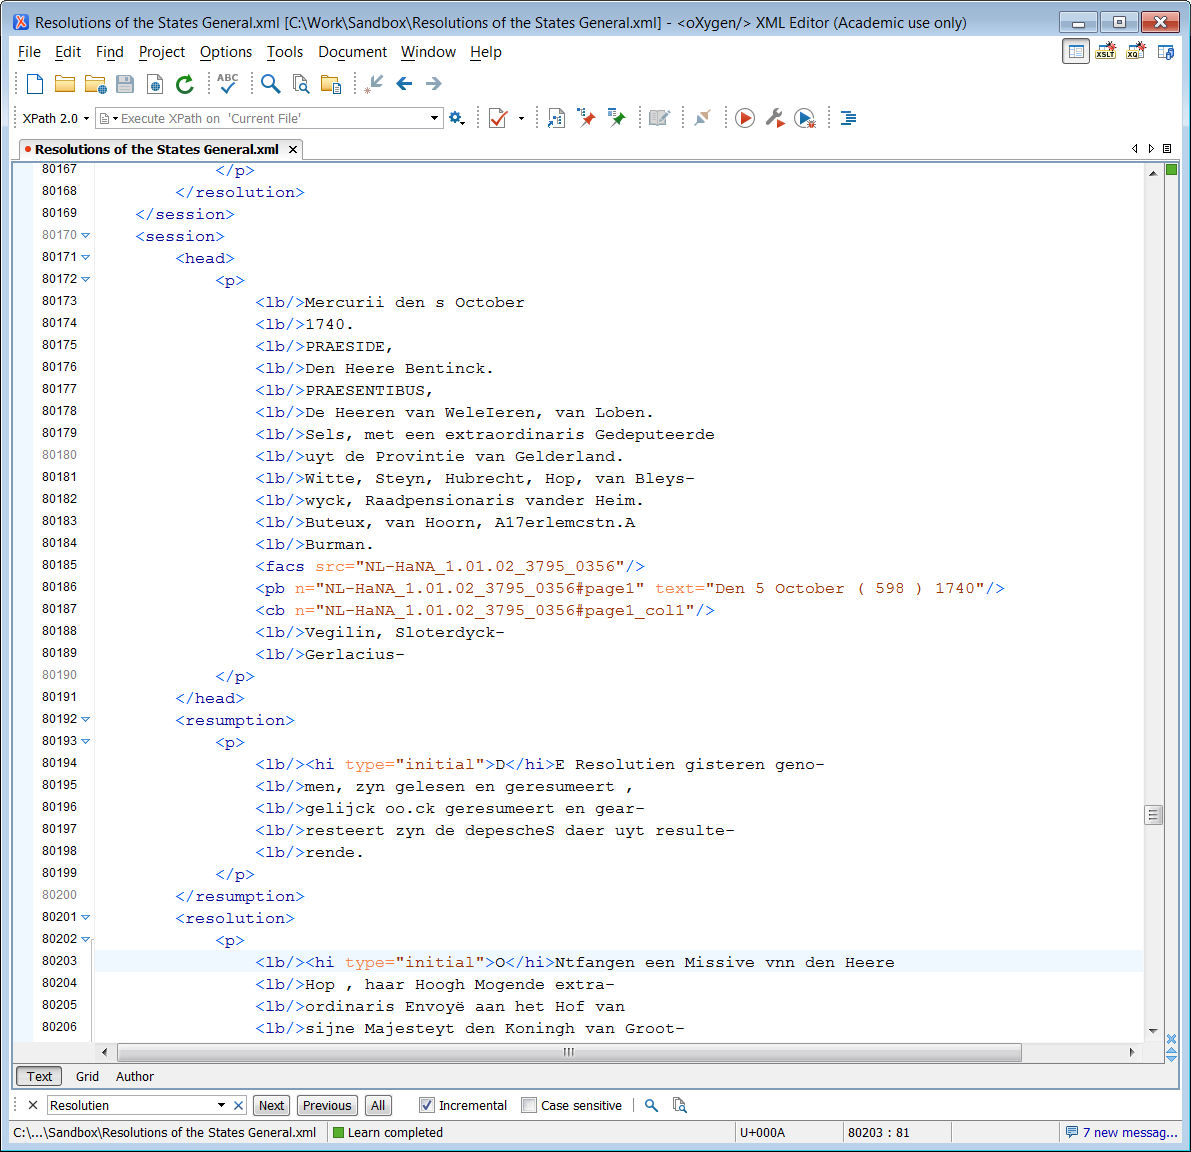 Resolutions of the States General.xml [C:\Work\Sandbox\Resolutions of the States General.xml] - <oXygen/> XML Editor (Academic use only)
File Edit Find Project Options Tools Document Window Help
ABC
XPath 2.0 Execute XPath on 'Current File'
Resolutions of the States General.xml
80167 </p>
80168 </resolution>
80169 </session>
80170 <session>
80171 <head>
80172 <p>
80173 <lb/>Mercurii den s October
80174 <lb/>1740.
80175 <lb/>PRAESIDE,
80176 <lb/>Den Heere Bentinck.
80177 <lb/>PRAESENTIBUS,
80178 <lb/>De Heeren van WeleIeren, van Loben.
80179 <lb/>Sels, met een extraordinaris Gedeputeerde
80180 <lb/>uyt de Provintie van Gelderland.
80181 <lb/>Witte, Steyn, Hubrecht, Hop, van Bleys-
80182 <lb/>wyck, Raadpensionaris vander Heim.
80183 <lb/>Buteux, van Hoorn, A17erlemcstn.A
80184 <lb/>Burman.
80185 <facs src="NL-HaNA_1.01.02_3795_0356"/>
80186 <pb n="NL-HaNA_1.01.02_3795_0356#page1" text="Den 5 October ( 598 ) 1740"/>
80187 <cb n="NL-HaNA_1.01.02_3795_0356#page1_col1"/>
80188 <lb/>Vegilin, Sloterdyck-
80189 <lb/>Gerlacius-
80190 </p>
80191 </head>
80192 <resumption>
80193 <p>
80194 <lb/><hi type="initial">D</hi>E Resolutien gisteren geno-
80195 <lb/>men, zyn gelesen en geresumeert ,
80196 <lb/>gelijck oo.ck geresumeert en gear-
80197 <lb/>resteert zyn de depescheS daer uyt resulte-
80198 <lb/>rende.
80199 </p>
80200 </resumption>
80201 <resolution>
80202 <p>
80203 <lb/><hi type="initial">O</hi>Ntfangen een Missive vnn den Heere
80204 <lb/>Hop , haar Hoogh Mogende extra-
80205 <lb/>ordinaris Envoyë aan het Hof van
80206 <lb/>sijne Majesteyt den Koningh van Groot-
Text Grid Author
Resolutien Next Previous All Incremental Case sensitive
C:\...\Sandbox\Resolutions of the States General.xml Learn completed U+000A 80203 : 81 7 new messag...